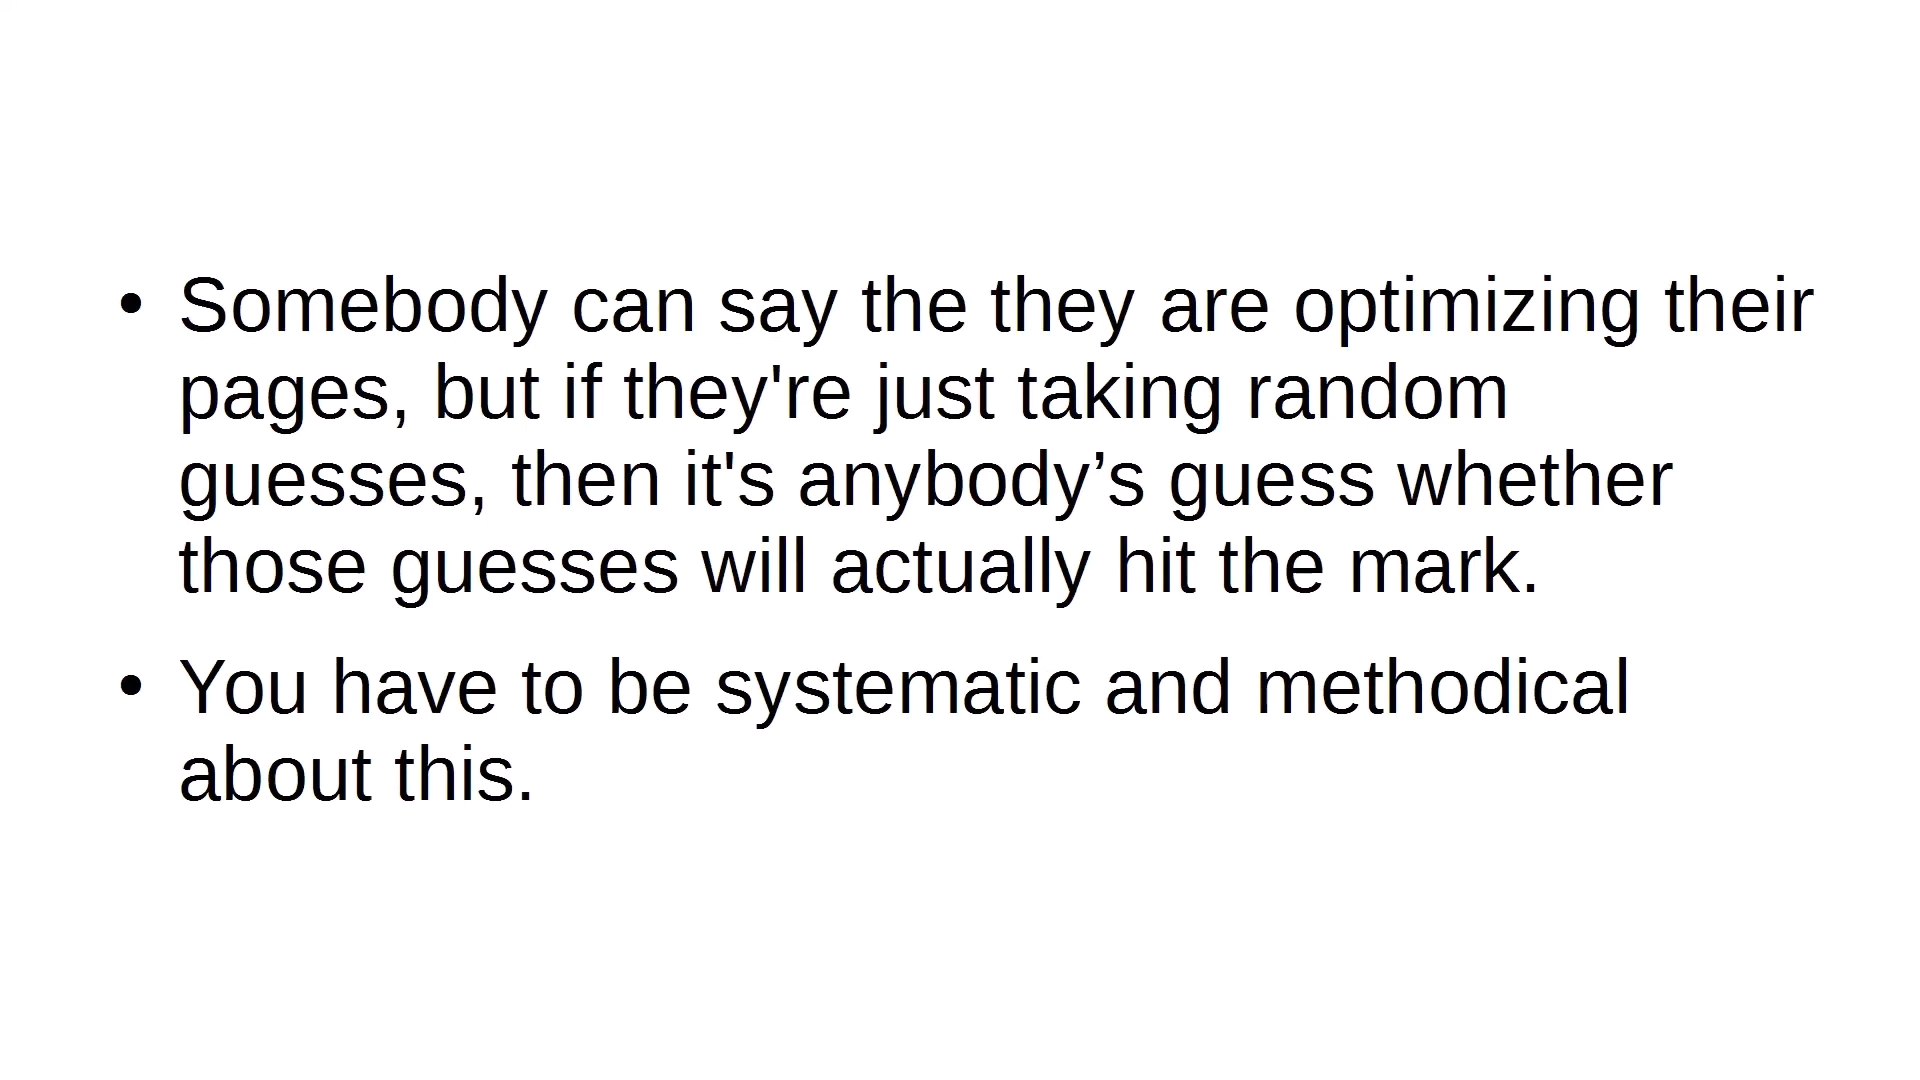 • Somebody can say the they are optimizing their
pages, but if they're just taking random
guesses, then it's anybody’s guess whether
those guesses will actually hit the mark.
• You have to be systematic and methodical
about this.